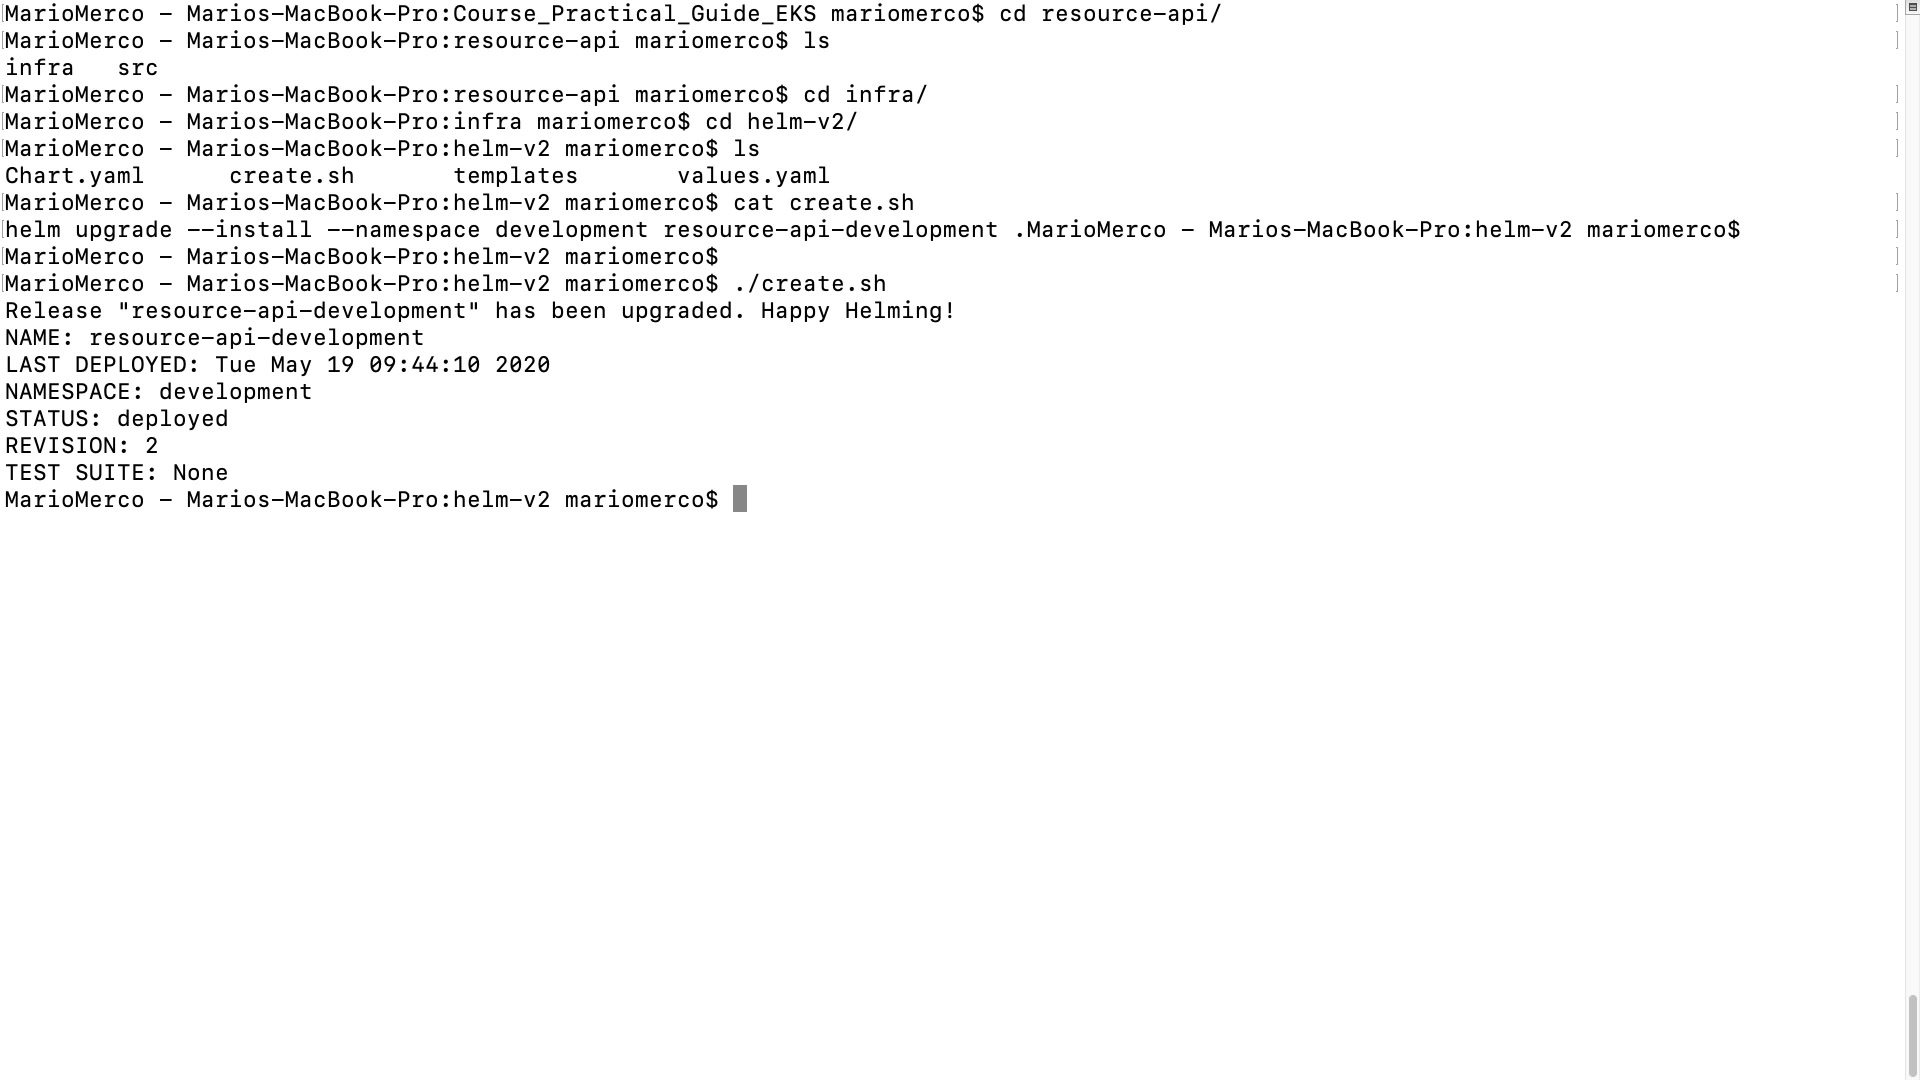 MarioMerco – Marios-MacBook-Pro:Course_Practical_Guide_EKS mariomerco$ cd resource-api/
MarioMerco – Marios-MacBook-Pro:resource-api mariomerco$ ls
infra   src
MarioMerco – Marios-MacBook-Pro:resource-api mariomerco$ cd infra/
MarioMerco – Marios-MacBook-Pro:infra mariomerco$ cd helm-v2/
MarioMerco – Marios-MacBook-Pro:helm-v2 mariomerco$ ls
Chart.yaml      create.sh       templates       values.yaml
MarioMerco – Marios-MacBook-Pro:helm-v2 mariomerco$ cat create.sh
helm upgrade --install --namespace development resource-api-development .MarioMerco – Marios-MacBook-Pro:helm-v2 mariomerco$
MarioMerco – Marios-MacBook-Pro:helm-v2 mariomerco$
MarioMerco – Marios-MacBook-Pro:helm-v2 mariomerco$ ./create.sh
Release "resource-api-development" has been upgraded. Happy Helming!
NAME: resource-api-development
LAST DEPLOYED: Tue May 19 09:44:10 2020
NAMESPACE: development
STATUS: deployed
REVISION: 2
TEST SUITE: None
MarioMerco – Marios-MacBook-Pro:helm-v2 mariomerco$